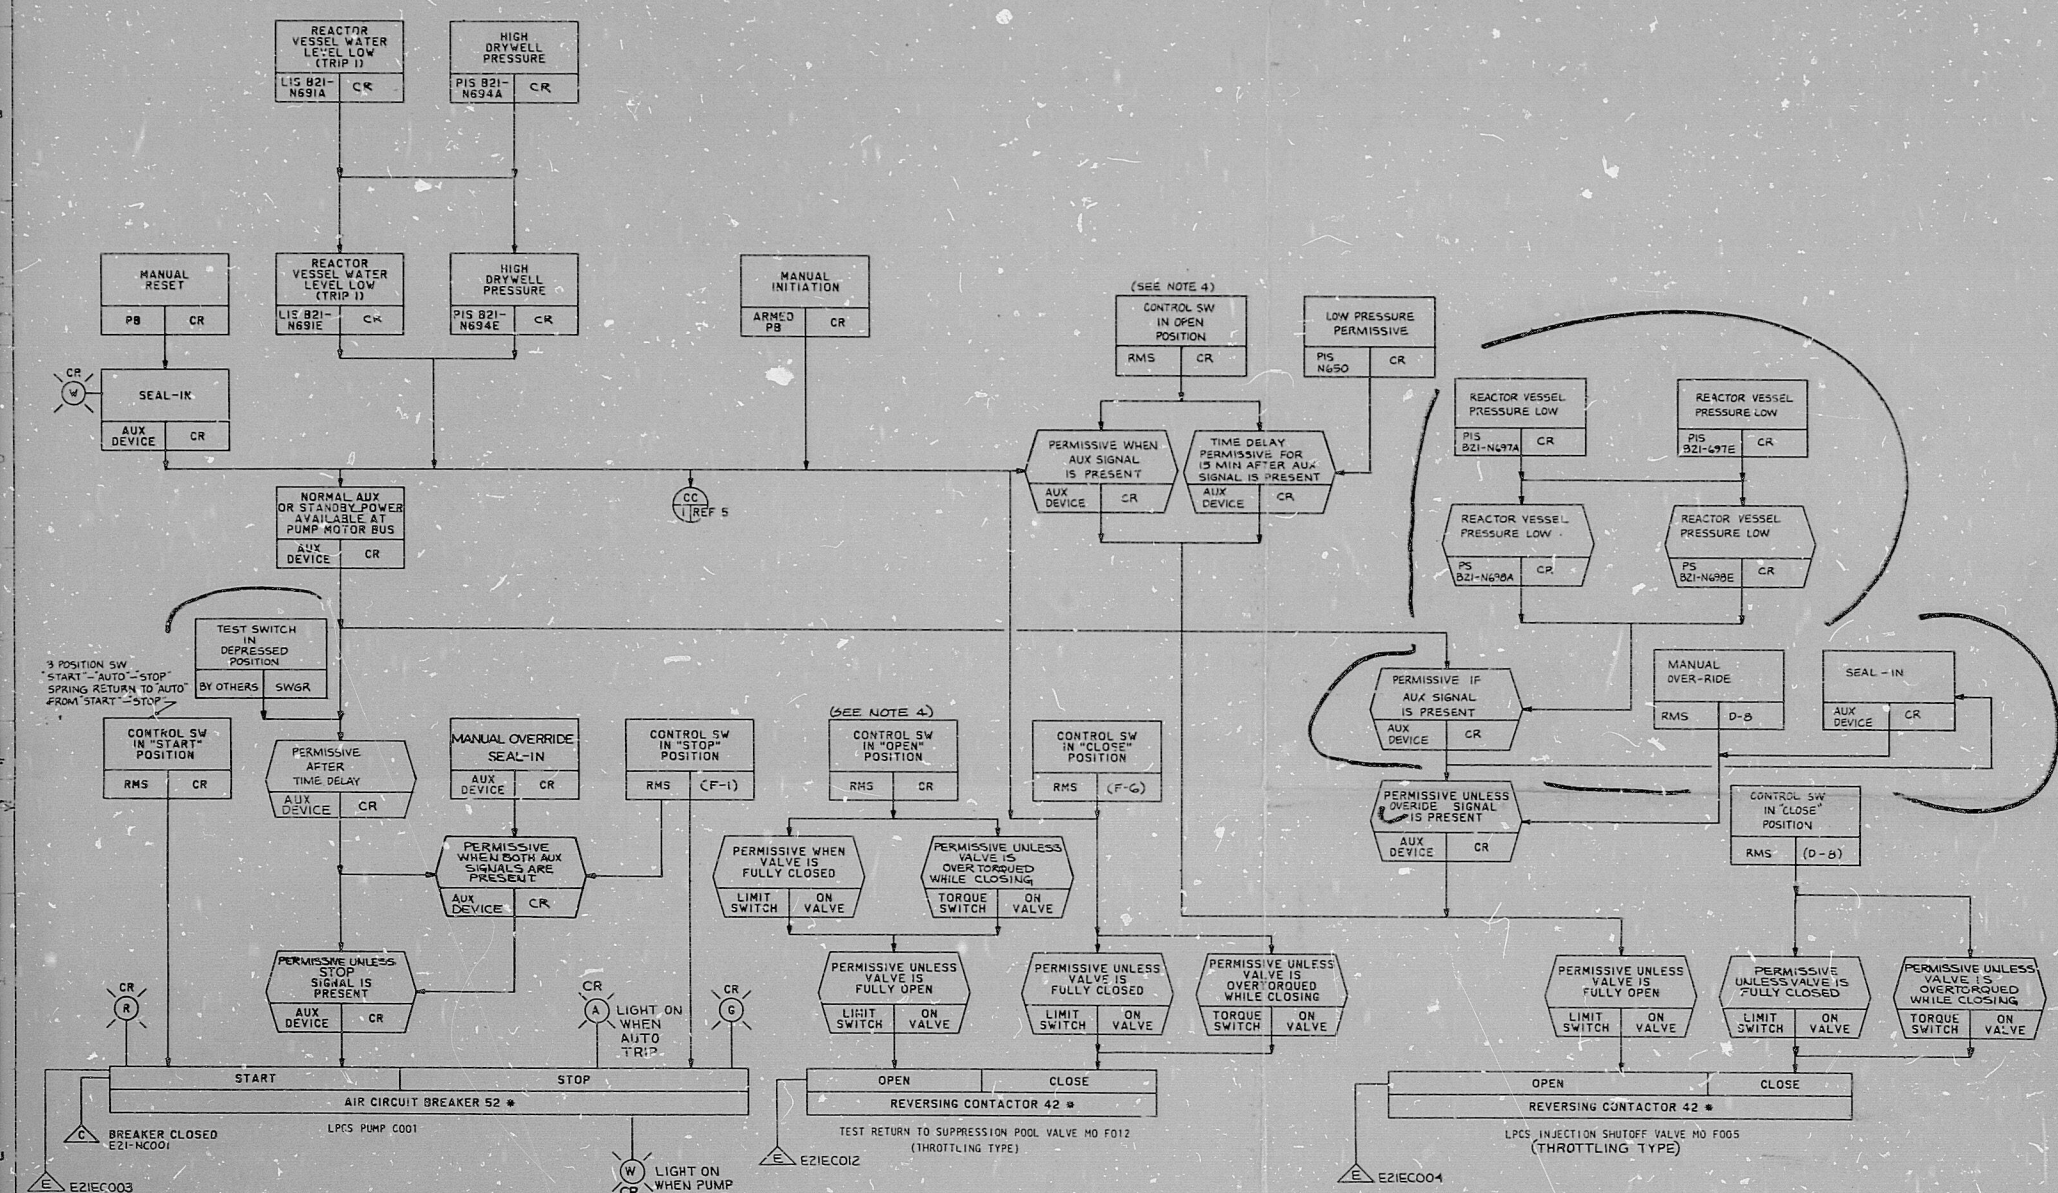 REACTOR
VESSEL WATER
LEVEL LOW
(TRIP 1)
LIS B21-
N691A
CR
HIGH
DRYWELL
PRESSURE
PIS B21-
N694A
CR
MANUAL
RESET
PB
CR
REACTOR
VESSEL WATER
LEVEL LOW
(TRIP 1)
LIS B21-
N691E
CR
HIGH
DRYWELL
PRESSURE
PIS B21-
N694E
CR
MANUAL
INITIATION
ARMED
PB
CR
(SEE NOTE 4)
CONTROL SW
IN OPEN
POSITION
RMS
CR
LOW PRESSURE
PERMISSIVE
PIS
N650
CR
CR
W
SEAL-IN
AUX
DEVICE
CR
REACTOR VESSEL
PRESSURE LOW
PIS
B21-N697A
CR
REACTOR VESSEL
PRESSURE LOW
PIS
B21-697E
CR
PERMISSIVE WHEN
AUX SIGNAL
IS PRESENT
AUX
DEVICE
CR
TIME DELAY
PERMISSIVE FOR
15 MIN AFTER AUX
SIGNAL IS PRESENT
AUX
DEVICE
CR
NORMAL AUX
OR STANDBY POWER
AVAILABLE AT
PUMP MOTOR BUS
AUX
DEVICE
CR
CC
1
REF 5
REACTOR VESSEL
PRESSURE LOW
PS
B21-N698A
CR
REACTOR VESSEL
PRESSURE LOW
PS
B21-N698E
CR
TEST SWITCH
IN
DEPRESSED
POSITION
BY OTHERS
SWGR
3 POSITION SW
"START"-"AUTO"-"STOP"
SPRING RETURN TO "AUTO"
FROM "START"-"STOP"
PERMISSIVE IF
AUX SIGNAL
IS PRESENT
AUX
DEVICE
CR
MANUAL
OVER-RIDE
RMS
D-8
SEAL-IN
AUX
DEVICE
CR
CONTROL SW
IN "START"
POSITION
RMS
CR
PERMISSIVE
AFTER
TIME DELAY
AUX
DEVICE
CR
MANUAL OVERRIDE
SEAL-IN
AUX
DEVICE
CR
CONTROL SW
IN "STOP"
POSITION
RMS
(F-1)
(SEE NOTE 4)
CONTROL SW
IN "OPEN"
POSITION
RMS
CR
CONTROL SW
IN "CLOSE"
POSITION
RMS
(F-6)
PERMISSIVE UNLESS
OVERIDE SIGNAL
IS PRESENT
AUX
DEVICE
CR
CONTROL SW
IN "CLOSE"
POSITION
RMS
(D-8)
PERMISSIVE
WHEN BOTH AUX
SIGNALS ARE
PRESENT
AUX
DEVICE
CR
PERMISSIVE WHEN
VALVE IS
FULLY CLOSED
LIMIT
SWITCH
ON
VALVE
PERMISSIVE UNLESS
VALVE IS
OVERTORQUED
WHILE CLOSING
TORQUE
SWITCH
ON
VALVE
PERMISSIVE UNLESS
STOP
SIGNAL IS
PRESENT
AUX
DEVICE
CR
CR
R
CR
A
LIGHT ON
WHEN
AUTO
TRIP
CR
G
PERMISSIVE UNLESS
VALVE IS
FULLY OPEN
LIMIT
SWITCH
ON
VALVE
PERMISSIVE UNLESS
VALVE IS
FULLY CLOSED
LIMIT
SWITCH
ON
VALVE
PERMISSIVE UNLESS
VALVE IS
OVERTORQUED
WHILE CLOSING
TORQUE
SWITCH
ON
VALVE
PERMISSIVE UNLESS
VALVE IS
FULLY OPEN
LIMIT
SWITCH
ON
VALVE
PERMISSIVE
UNLESS VALVE IS
FULLY CLOSED
LIMIT
SWITCH
ON
VALVE
PERMISSIVE UNLESS
VALVE IS
OVERTORQUED
WHILE CLOSING
TORQUE
SWITCH
ON
VALVE
START
STOP
AIR CIRCUIT BREAKER 52 *
LPCS PUMP C001
C
BREAKER CLOSED
E21-NC001
E
E21EC003
W
CR
LIGHT ON
WHEN PUMP
OPEN
CLOSE
REVERSING CONTACTOR 42 *
TEST RETURN TO SUPPRESSION POOL VALVE MO F012
(THROTTLING TYPE)
E
E21EC012
OPEN
CLOSE
REVERSING CONTACTOR 42 *
LPCS INJECTION SHUTOFF VALVE MO F005
(THROTTLING TYPE)
E
E21EC004